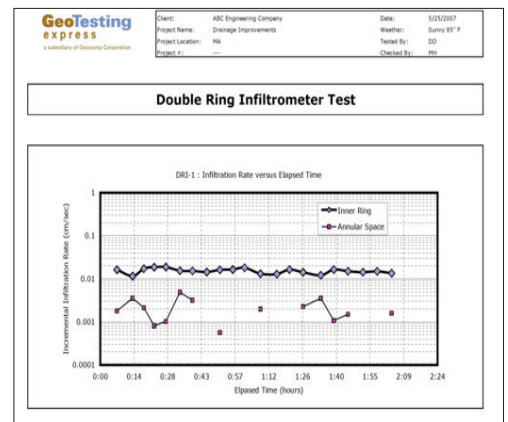 GeoTesting
express
a subsidiary of Geocomp Corporation
Client: ABC Engineering Company Date: 5/25/2007
Project Name: Drainage Improvements Weather: Sunny 85° F
Project Location: MA Tested By: DD
Project #: --- Checked By: MH
Double Ring Infiltrometer Test
DRI-1 : Infiltration Rate versus Elapsed Time
Incremental Infiltration Rate (cm/sec)
1
0.1
0.01
0.001
0.0001
Inner Ring
Annular Space
0:00 0:14 0:28 0:43 0:57 1:12 1:26 1:40 1:55 2:09 2:24
Elpased Time (hours)